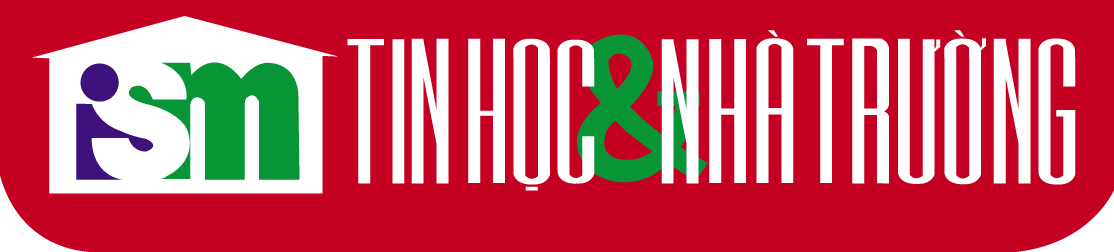 ism TIN HỌC & NHÀ TRƯỜNG